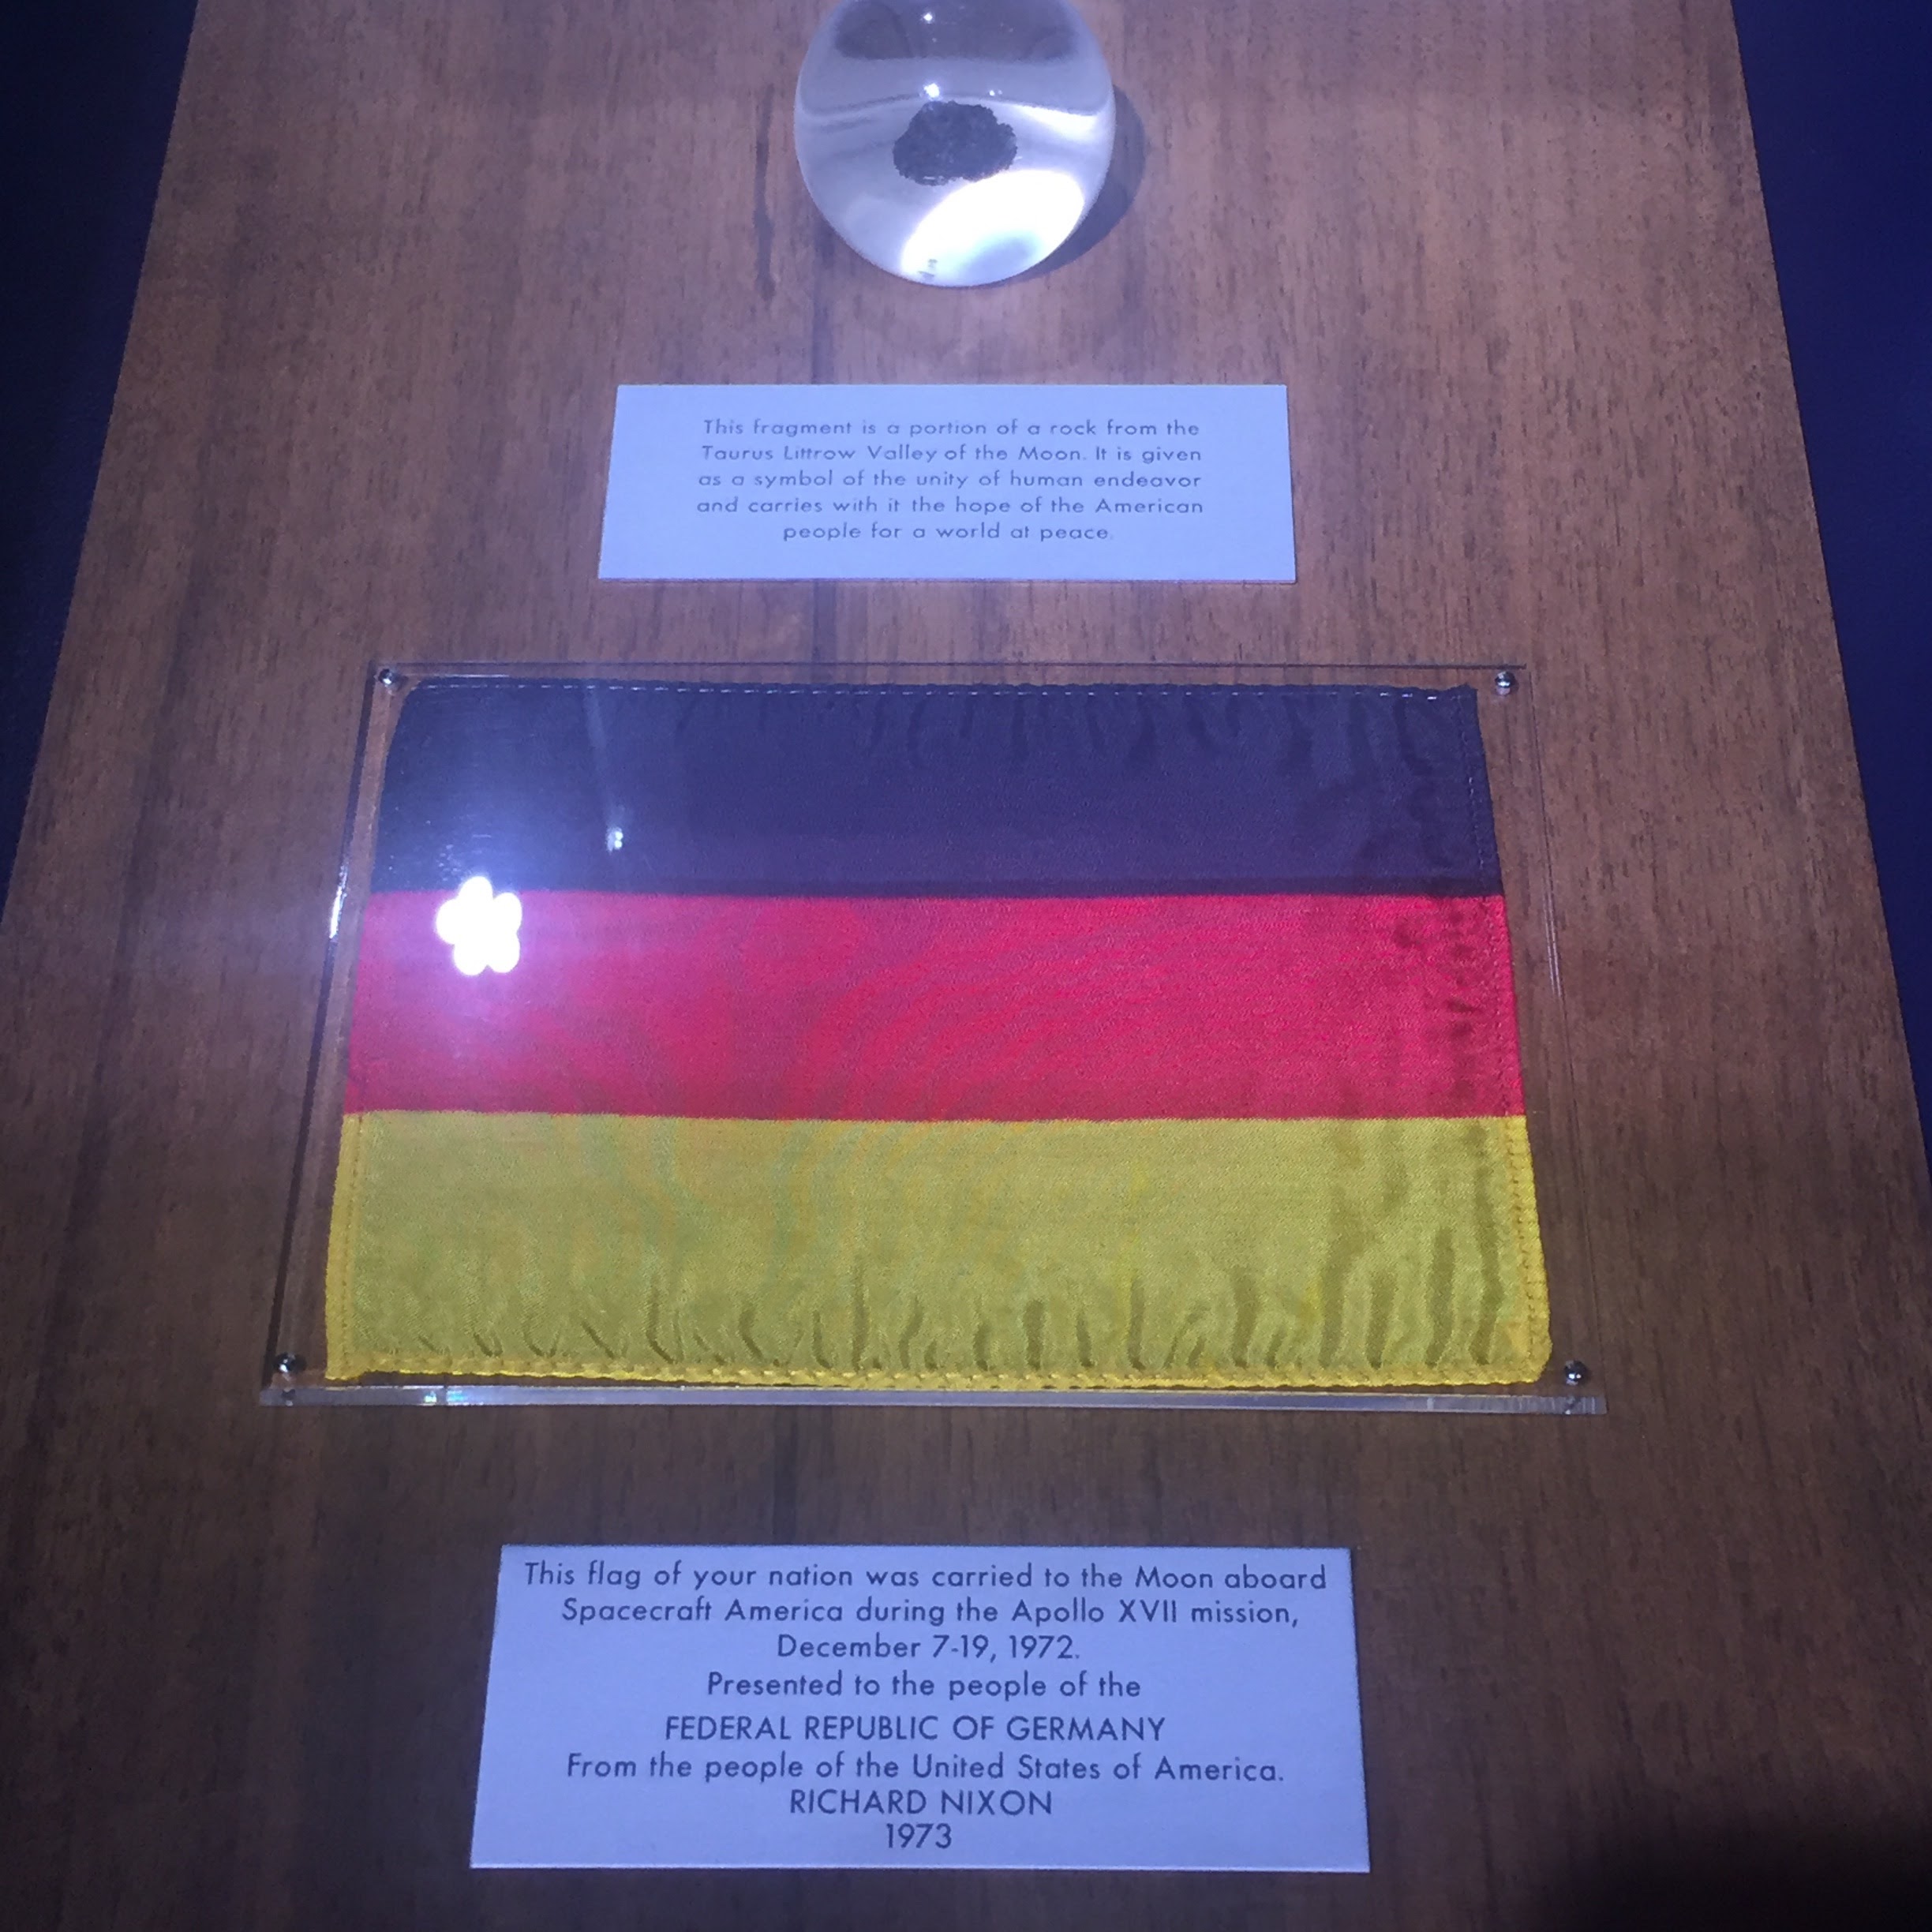 This fragment is a portion of a rock from the
Taurus Littrow Valley of the Moon. It is given
as a symbol of the unity of human endeavor
and carries with it the hope of the American
people for a world at peace.
This flag of your nation was carried to the Moon aboard
Spacecraft America during the Apollo XVII mission,
December 7-19, 1972.
Presented to the people of the
FEDERAL REPUBLIC OF GERMANY
From the people of the United States of America.
RICHARD NIXON
1973